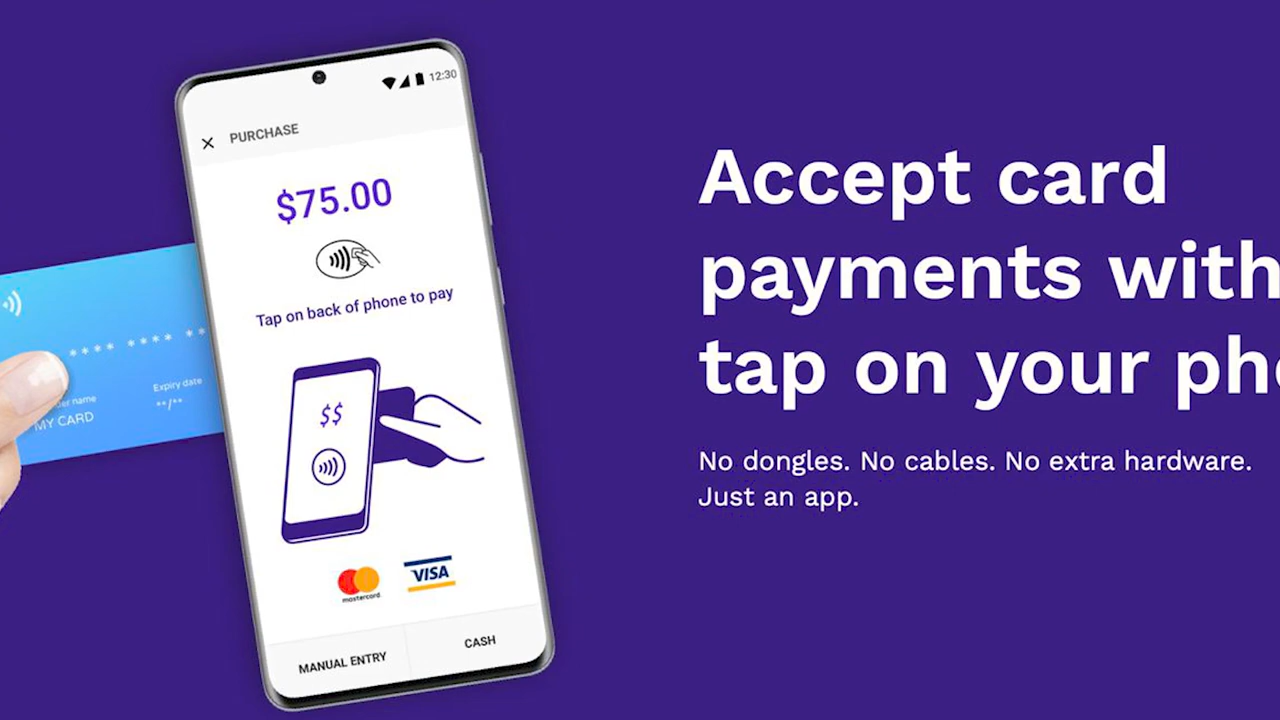 12:30
PURCHASE
$75.00
Tap on back of phone to pay
**** **** **
Expiry date
**/**
name
MY CARD
$$
mastercard
VISA
MANUAL ENTRY
CASH
Accept card
payments with
tap on your
No dongles. No cables. No extra hardware.
Just an app.